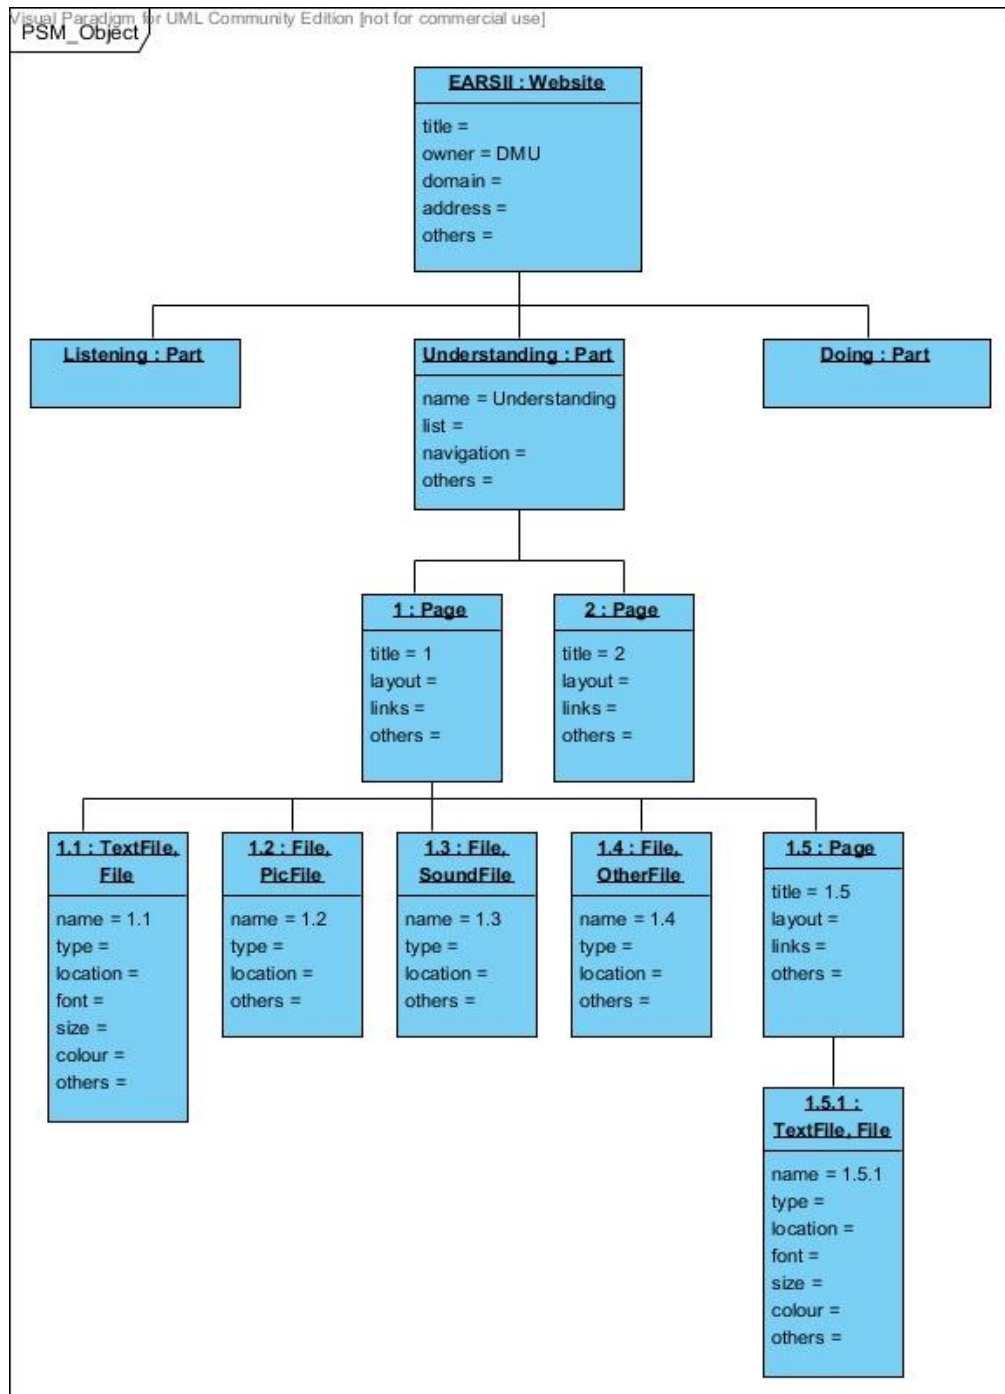 Visual Paradigm for UML Community Edition [not for commercial use]
PSM_Object
EARSII : Website
title =
owner = DMU
domain =
address =
others =
Listening : Part
Understanding : Part
name = Understanding
list =
navigation =
others =
Doing : Part
1 : Page
title = 1
layout =
links =
others =
2 : Page
title = 2
layout =
links =
others =
1.1 : TextFile,
File
name = 1.1
type =
location =
font =
size =
colour =
others =
1.2 : File,
PicFile
name = 1.2
type =
location =
others =
1.3 : File,
SoundFile
name = 1.3
type =
location =
others =
1.4 : File,
OtherFile
name = 1.4
type =
location =
others =
1.5 : Page
title = 1.5
layout =
links =
others =
1.5.1 :
TextFile, File
name = 1.5.1
type =
location =
font =
size =
colour =
others =